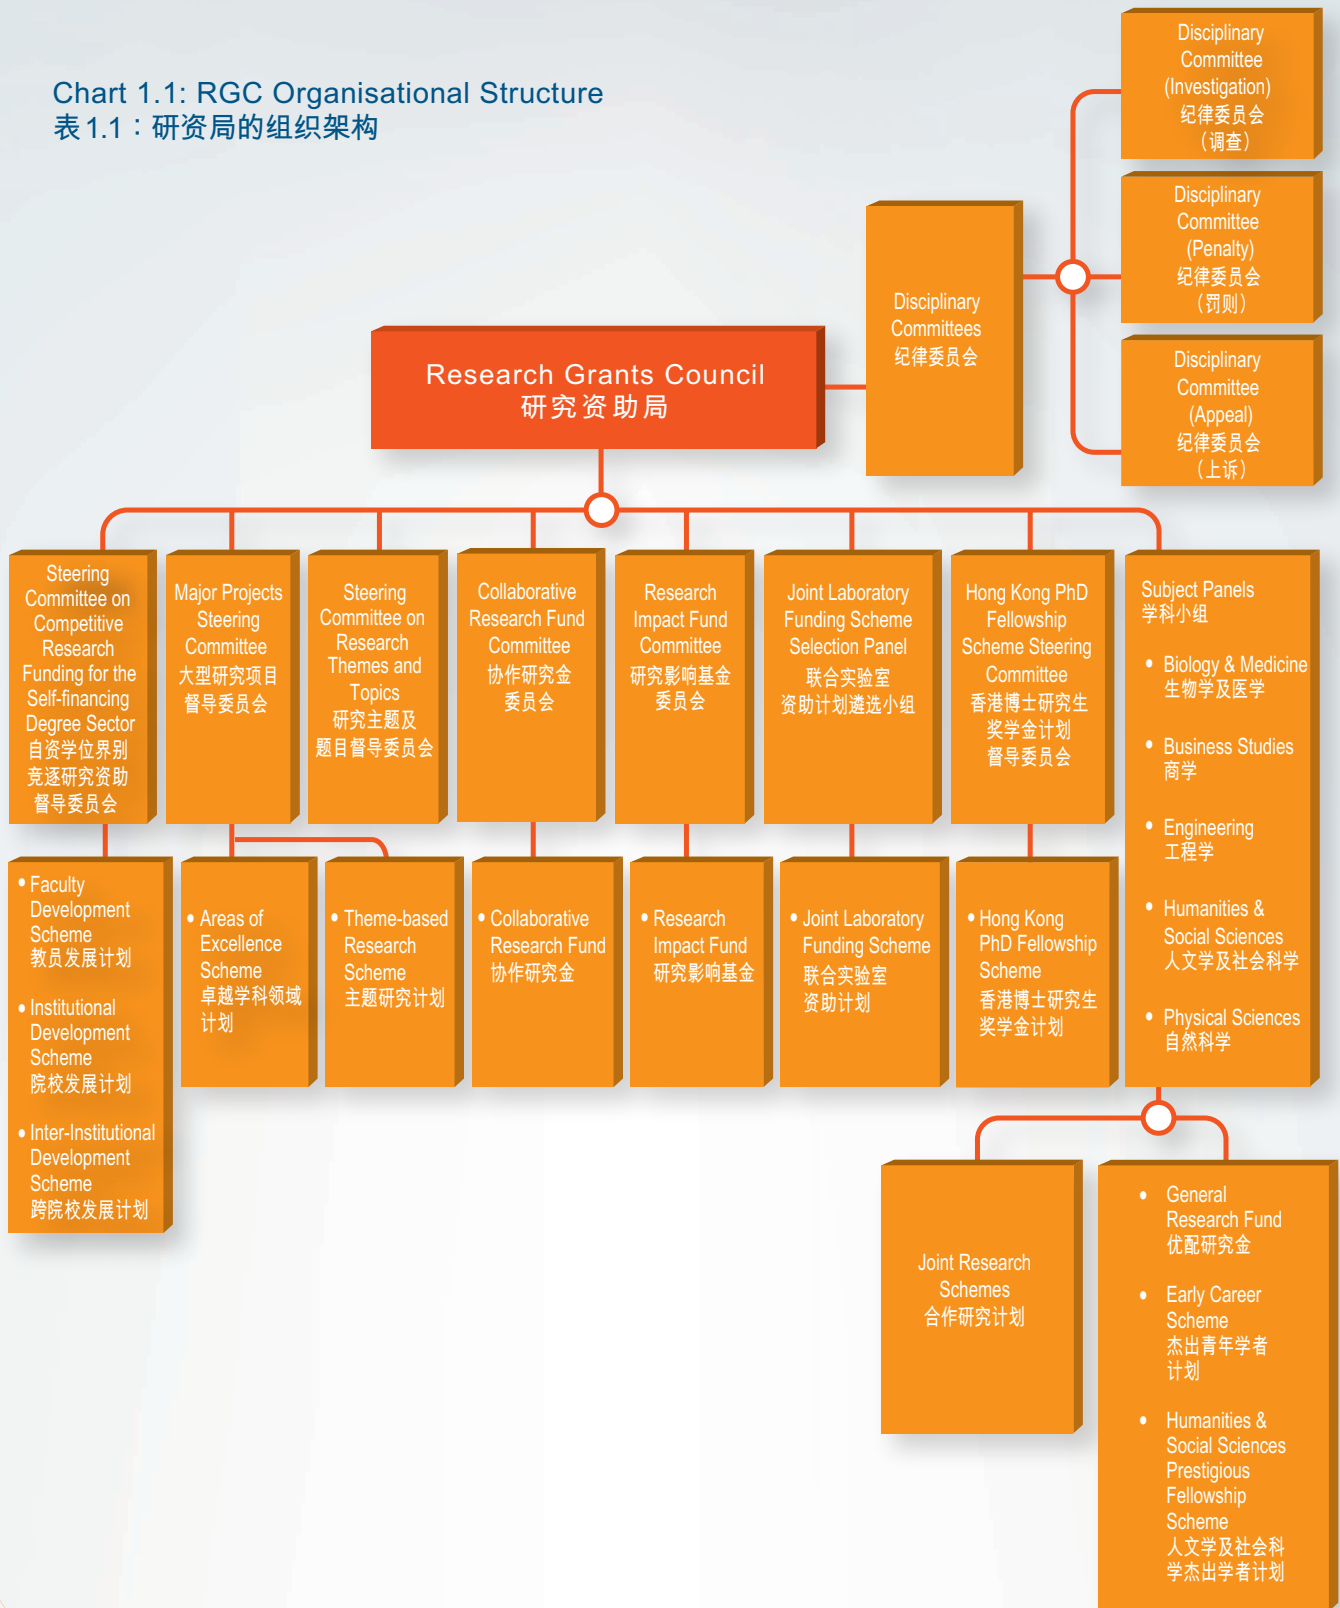 Chart 1.1: RGC Organisational Structure
表1.1：研资局的组织架构
Disciplinary
Committee
(Investigation)
纪律委员会
（调查）
Disciplinary
Committee
(Penalty)
纪律委员会
（罚则）
Disciplinary
Committee
(Appeal)
纪律委员会
（上诉）
Disciplinary
Committees
纪律委员会
Research Grants Council
研究资助局
Steering
Committee on
Competitive
Research
Funding for the
Self-financing
Degree Sector
自资学位界别
竞逐研究资助
督导委员会
Major Projects
Steering
Committee
大型研究项目
督导委员会
Steering
Committee on
Research
Themes and
Topics
研究主题及
题目督导委员会
Collaborative
Research Fund
Committee
协作研究金
委员会
Research
Impact Fund
Committee
研究影响基金
委员会
Joint Laboratory
Funding Scheme
Selection Panel
联合实验室
资助计划遴选小组
Hong Kong PhD
Fellowship
Scheme Steering
Committee
香港博士研究生
奖学金计划
督导委员会
Subject Panels
学科小组
• Biology & Medicine
生物学及医学
• Business Studies
商学
• Engineering
工程学
• Humanities &
Social Sciences
人文学及社会科学
• Physical Sciences
自然科学
• Faculty
Development
Scheme
教员发展计划
• Institutional
Development
Scheme
院校发展计划
• Inter-Institutional
Development
Scheme
跨院校发展计划
• Areas of
Excellence
Scheme
卓越学科领域
计划
• Theme-based
Research
Scheme
主题研究计划
• Collaborative
Research Fund
协作研究金
• Research
Impact Fund
研究影响基金
• Joint Laboratory
Funding Scheme
联合实验室
资助计划
• Hong Kong
PhD Fellowship
Scheme
香港博士研究生
奖学金计划
Joint Research
Schemes
合作研究计划
• General
Research Fund
优配研究金
• Early Career
Scheme
杰出青年学者
计划
• Humanities &
Social Sciences
Prestigious
Fellowship
Scheme
人文学及社会科
学杰出学者计划